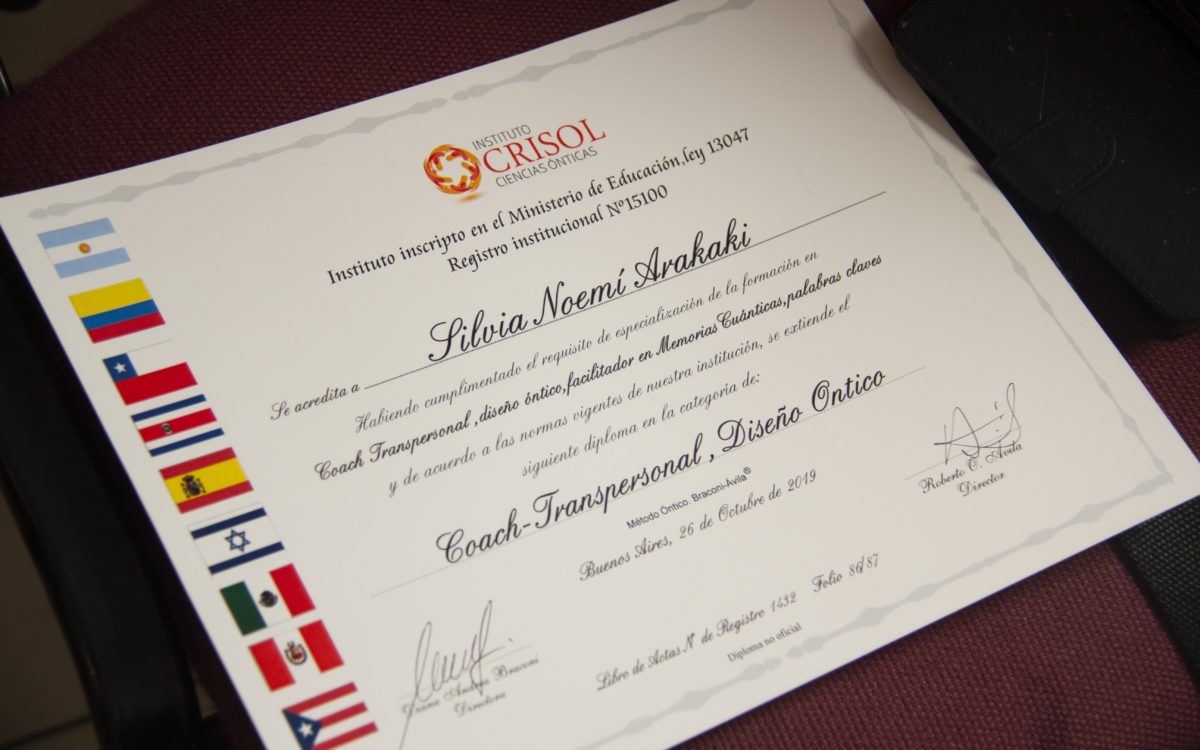 INSTITUTO
CRISOL
CIENCIAS ÓNTICAS
Instituto inscripto en el Ministerio de Educación,ley 13047
Registro institucional Nº15100
Se acredita a Silvia Noemí Arakaki
Habiendo cumplimentado el requisito de especialización de la formación en
Coach Transpersonal ,diseño óntico,facilitador en Memorias Cuánticas,palabras claves
y de acuerdo a las normas vigentes de nuestra institución, se extiende el
siguiente diploma en la categoría de:
Coach-Transpersonal , Diseño Ontico
Método Óntico. Braconi-Ávila®
Buenos Aires, 26 de Octubre de 2019
Roberto O. Avila
Director
Diana Andrea Braconi
Directora
Libro de Actas Nº de Registro 1432 Folio 86/87
Diploma no oficial